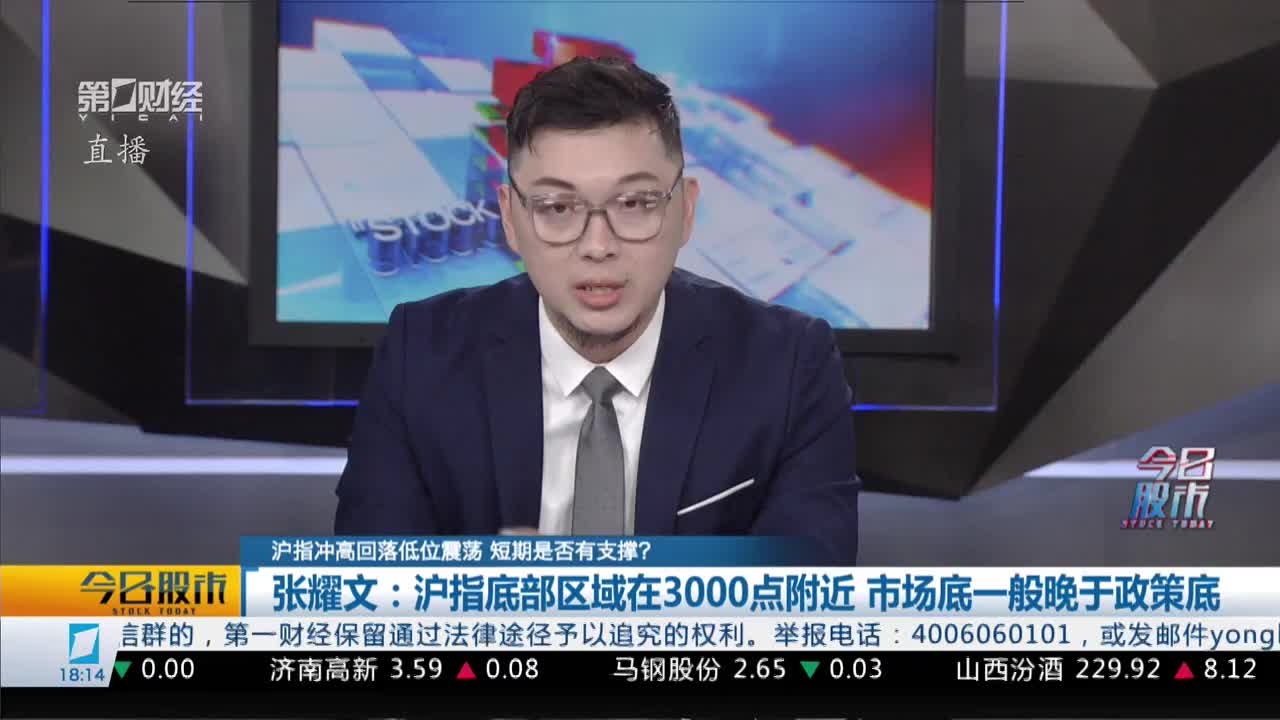 第一财经
YICAI
直播
"STOCK
今日股市
STOCK TODAY
沪指冲高回落低位震荡 短期是否有支撑?
今日股市
STOCK TODAY
张耀文：沪指底部区域在3000点附近 市场底一般晚于政策底
信群的，第一财经保留通过法律途径予以追究的权利。举报电话：4006060101，或发邮件yong
18:14
▼ 0.00 济南高新 3.59 ▲ 0.08 马钢股份 2.65 ▼ 0.03 山西汾酒 229.92 ▲ 8.12